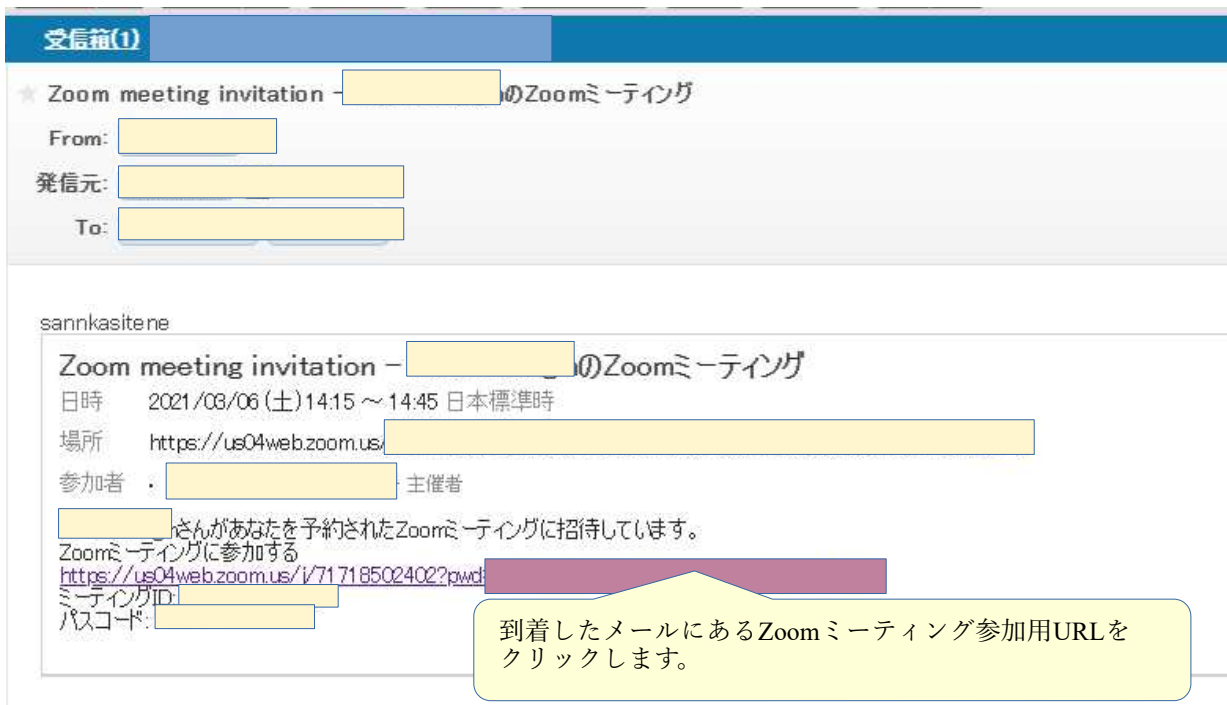 受信箱(1)
Zoom meeting invitation - のZoomミーティング
From:
発信元:
To:
sannkasitene
Zoom meeting invitation - のZoomミーティング
日時 2021/03/06 (土) 14:15 ~ 14:45 日本標準時
場所 https://us04web.zoom.us/
参加者 · 主催者
さんがあなたを予約されたZoomミーティングに招待しています。
Zoomミーティングに参加する
https://us04web.zoom.us/j/71718502402?pwd=
ミーティングID:
パスコード:
到着したメールにあるZoomミーティング参加用URLを
クリックします。